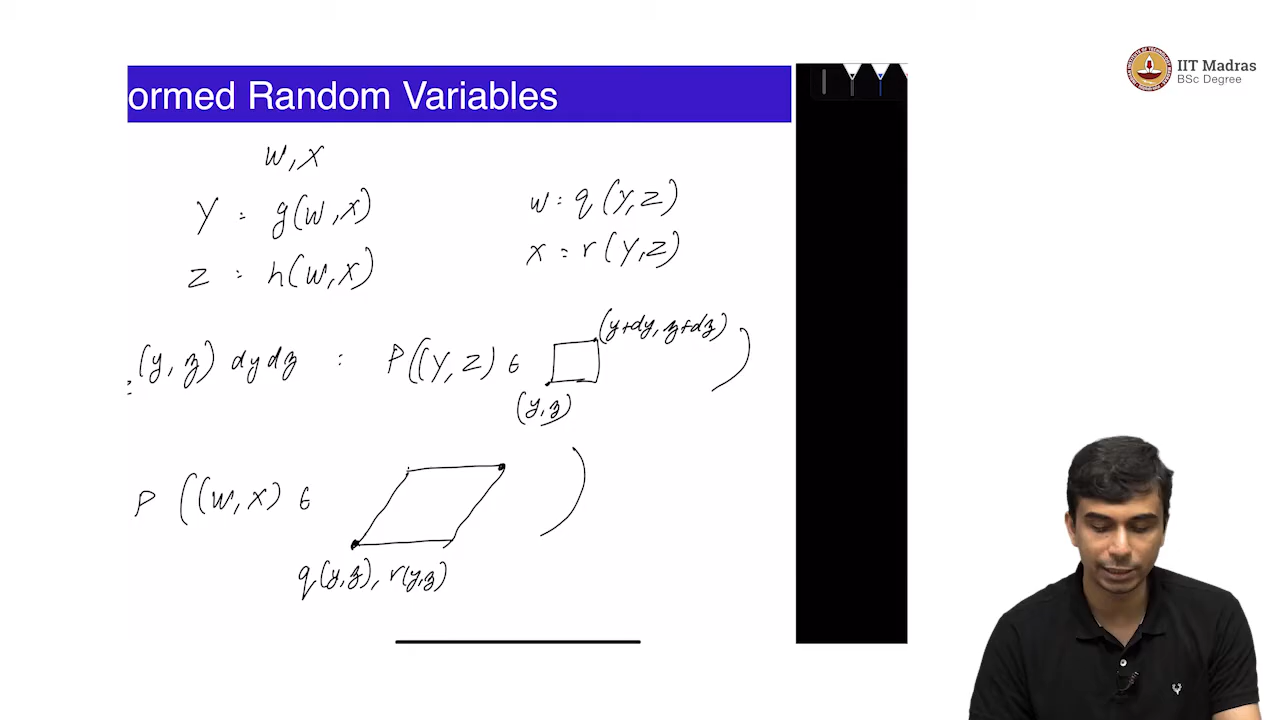 IIT Madras
BSc Degree
ormed Random Variables
W, X
Y = g(W, X)
W = q(Y, Z)
Z = h(W, X)
X = r(Y, Z)
(y+dy, z+dz)
(y, z) dy dz = P((Y, Z) ∈ )
(y, z)
P((W, X) ∈ )
q(y, z), r(y, z)